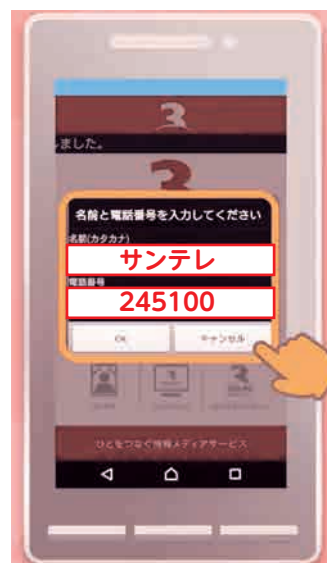 しました。
名前と電話番号を入力してください
名前(カタカナ)
サンテレ
電話番号
245100
OK
キャンセル
ひとをつなぐ情報メディアサービス